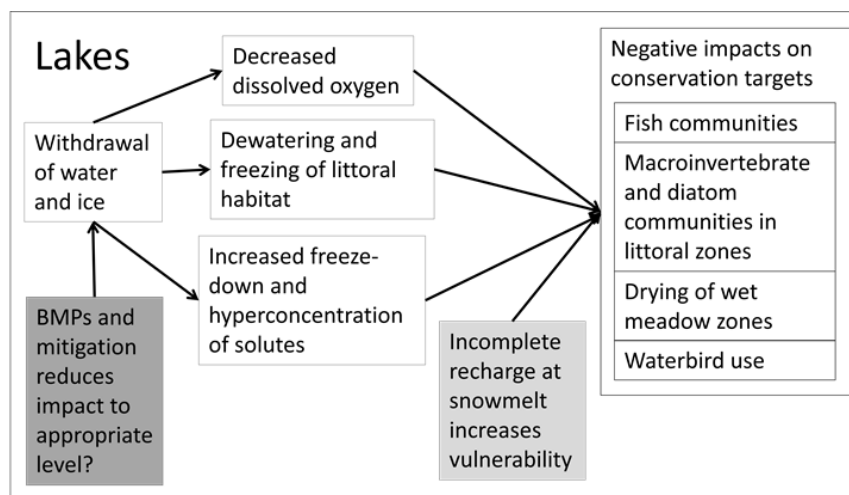 Lakes
Decreased
dissolved oxygen
Withdrawal
of water
and ice
Dewatering and
freezing of littoral
habitat
Increased freeze-
down and
hyperconcentration
of solutes
BMPs and
mitigation
reduces
impact to
appropriate
level?
Incomplete
recharge at
snowmelt
increases
vulnerability
Negative impacts on
conservation targets
Fish communities
Macroinvertebrate
and diatom
communities in
littoral zones
Drying of wet
meadow zones
Waterbird use